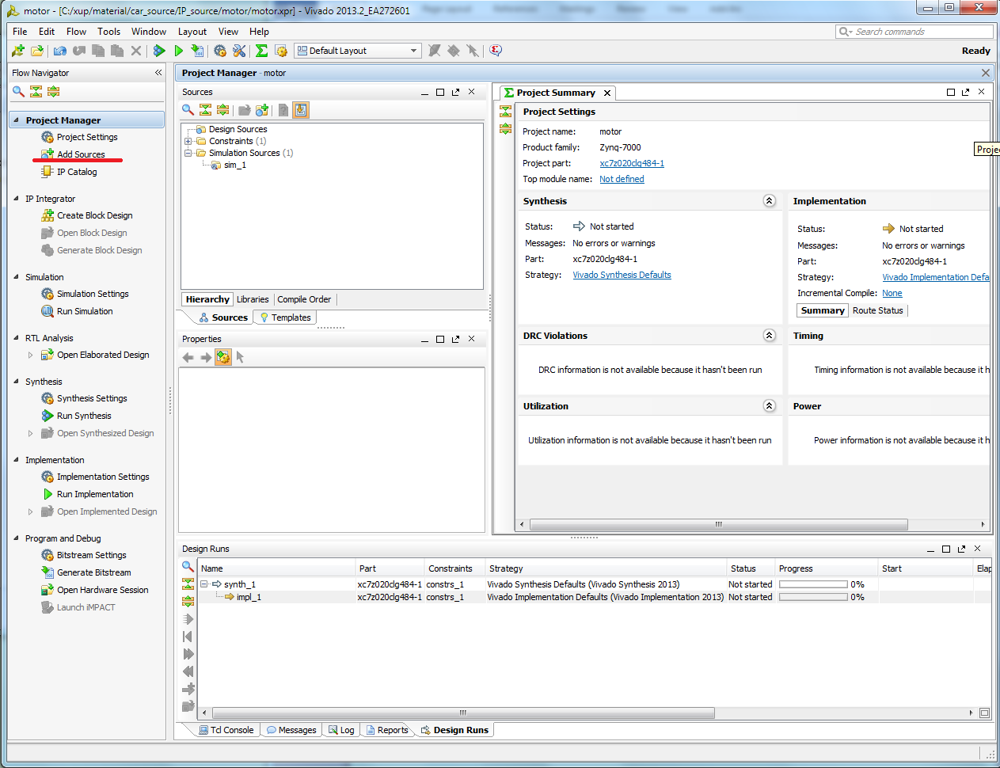 motor - [C:/xup/material/car_source/IP_source/motor/motor.xpr] - Vivado 2013.2_EA272601
File Edit Flow Tools Window Layout View Help
Search commands
Default Layout
Ready
Flow Navigator
Project Manager
Project Settings
Add Sources
IP Catalog
IP Integrator
Create Block Design
Open Block Design
Generate Block Design
Simulation
Simulation Settings
Run Simulation
RTL Analysis
Open Elaborated Design
Synthesis
Synthesis Settings
Run Synthesis
Open Synthesized Design
Implementation
Implementation Settings
Run Implementation
Open Implemented Design
Program and Debug
Bitstream Settings
Generate Bitstream
Open Hardware Session
Launch iMPACT
Project Manager - motor
Sources
Design Sources
Constraints (1)
Simulation Sources (1)
sim_1
Hierarchy Libraries Compile Order
Sources Templates
Properties
Project Summary
Project Settings
Project name: motor
Product family: Zynq-7000
Project part: xc7z020clg484-1
Top module name: Not defined
Proje
Synthesis
Status: Not started
Messages: No errors or warnings
Part: xc7z020clg484-1
Strategy: Vivado Synthesis Defaults
Implementation
Status: Not started
Messages: No errors or warnings
Part: xc7z020clg484-1
Strategy: Vivado Implementation Defa
Incremental Compile: None
Summary Route Status
DRC Violations
DRC information is not available because it hasn't been run
Timing
Timing information is not available because it h
Utilization
Utilization information is not available because it hasn't been run
Power
Power information is not available because it h
Design Runs
Name Part Constraints Strategy Status Progress Start Elap
synth_1 xc7z020clg484-1 constrs_1 Vivado Synthesis Defaults (Vivado Synthesis 2013) Not started 0%
impl_1 xc7z020clg484-1 constrs_1 Vivado Implementation Defaults (Vivado Implementation 2013) Not started 0%
Tcl Console Messages Log Reports Design Runs